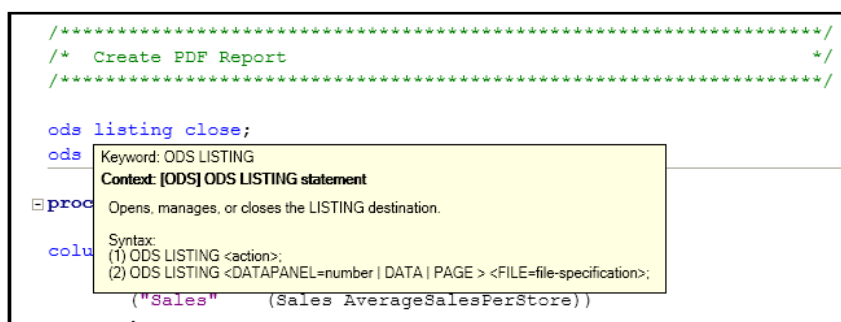 /*******************************************************************/
/*  Create PDF Report                                              */
/*******************************************************************/
ods listing close;
ods
Keyword: ODS LISTING
Context: [ODS] ODS LISTING statement
proc
Opens, manages, or closes the LISTING destination.
Syntax:
colu
(1) ODS LISTING <action>;
(2) ODS LISTING <DATAPANEL=number | DATA | PAGE > <FILE=file-specification>;
("Sales"    (Sales AverageSalesPerStore))